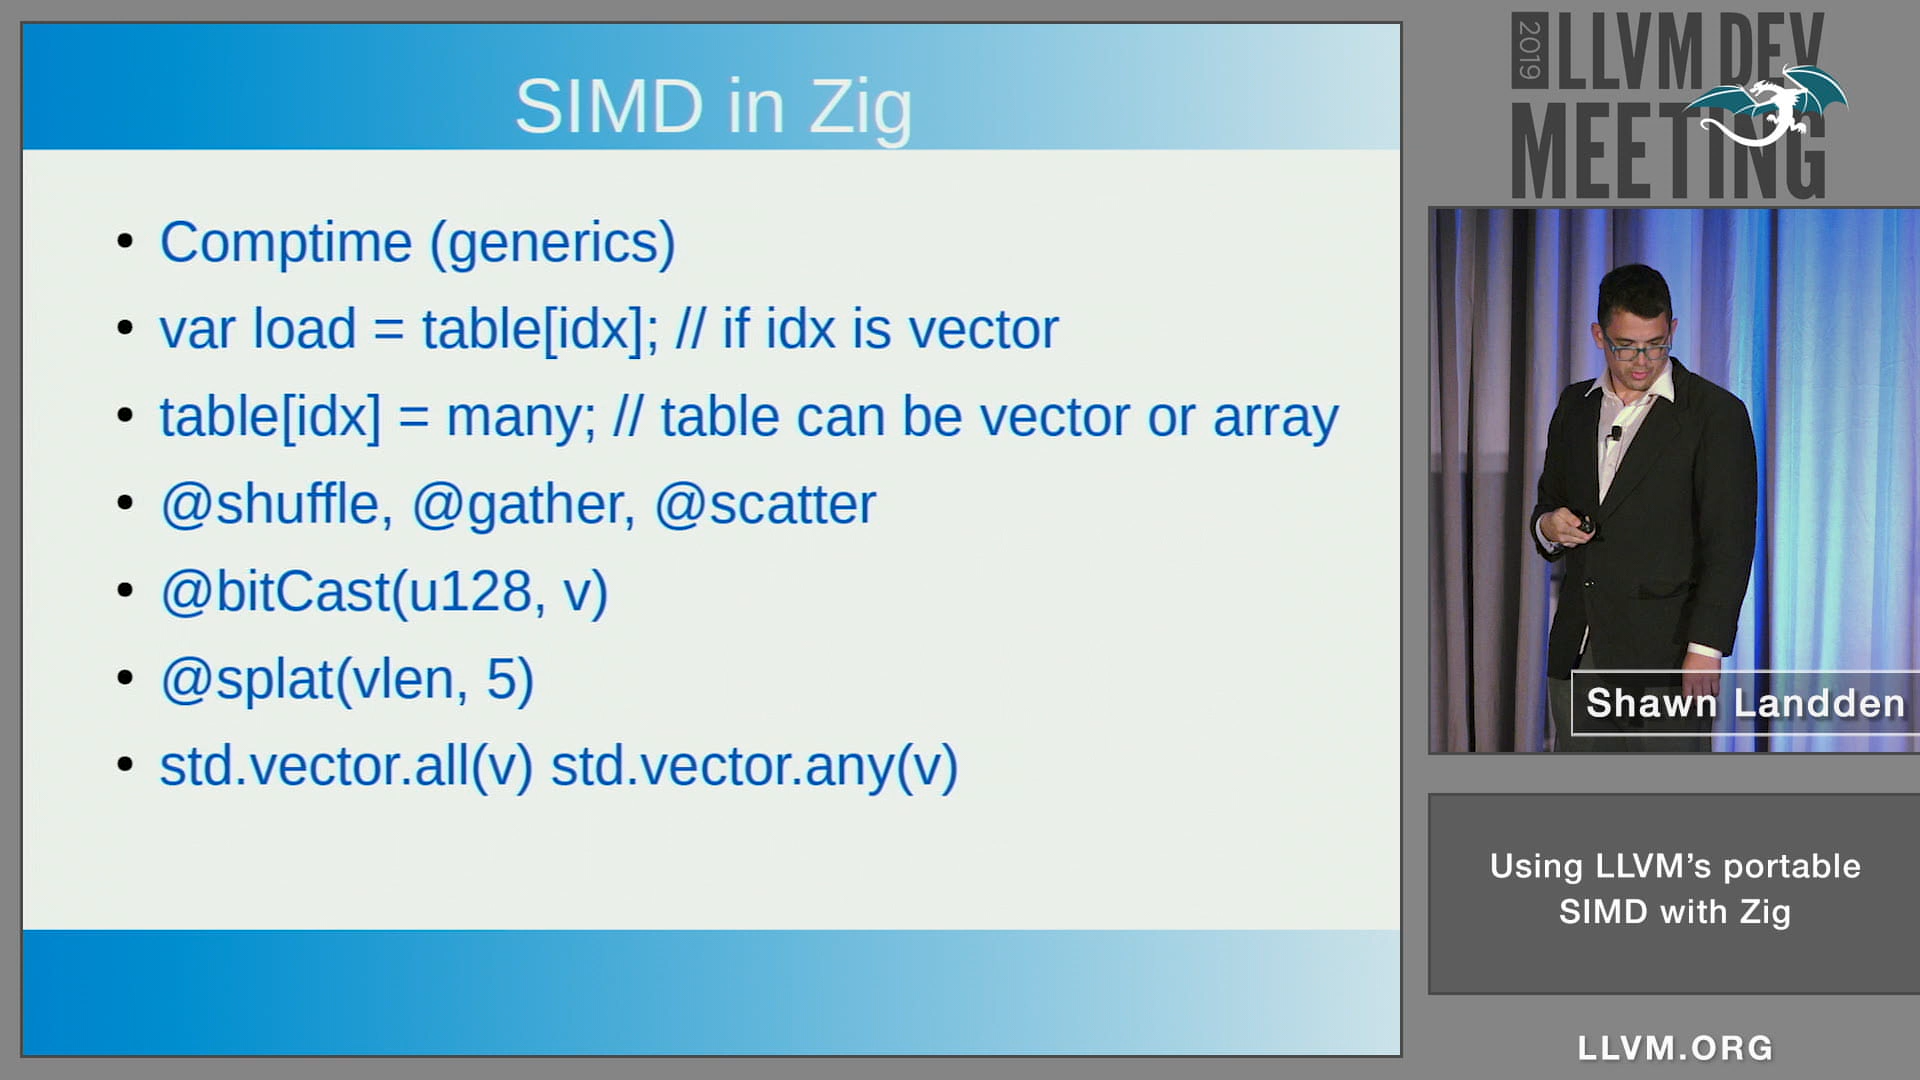 SIMD in Zig
• Comptime (generics)
• var load = table[idx]; // if idx is vector
• table[idx] = many; // table can be vector or array
• @shuffle, @gather, @scatter
• @bitCast(u128, v)
• @splat(vlen, 5)
• std.vector.all(v) std.vector.any(v)
2019 LLVM DEV
MEETING
Shawn Landden
Using LLVM’s portable
SIMD with Zig
LLVM.ORG